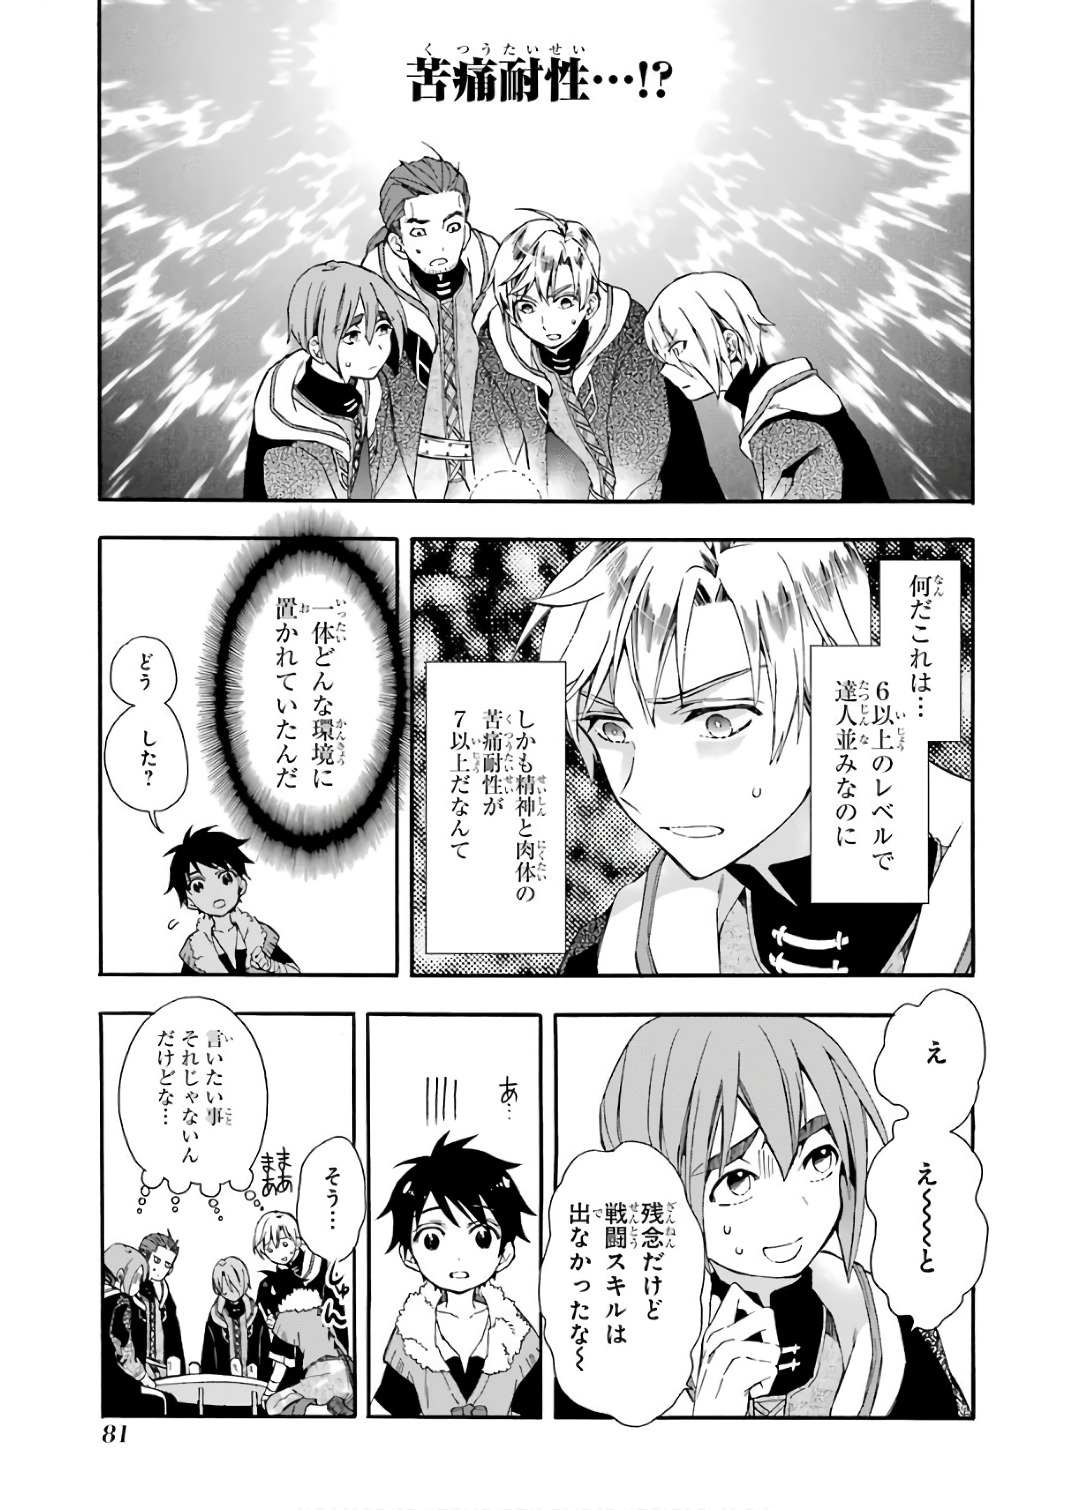 苦痛耐性…!?
何だこれは…
6以上のレベルで
達人並みなのに
しかも精神と肉体の
苦痛耐性が
7以上だなんて
一体どんな環境に
置かれていたんだ
どう
した?
え
え〜〜〜と
残念だけど
戦闘スキルは
出なかったな〜
あ…
そう…
しゅん
まぁ
まぁ
言いたい事
それじゃないん
だけどな…
81